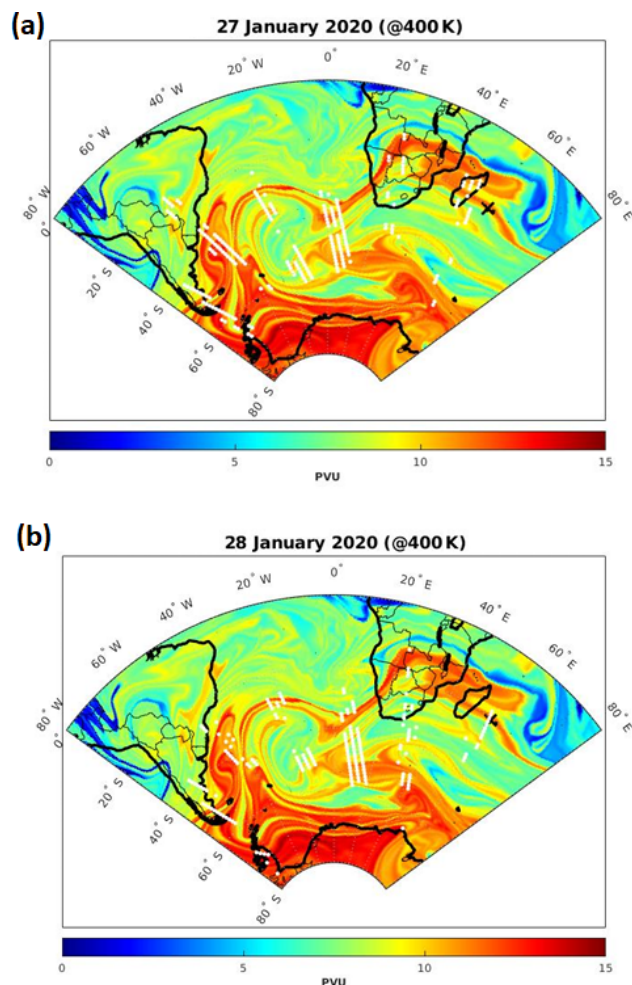 (a)
27 January 2020 (@400 K)
0°
20° W
20° E
40° W
40° E
60° W
60° E
80° W
80° E
0°
20° S
40° S
60° S
80° S
0
5
10
15
PVU
(b)
28 January 2020 (@400 K)
0°
20° W
20° E
40° W
40° E
60° W
60° E
80° W
80° E
0°
20° S
40° S
60° S
80° S
0
5
10
15
PVU